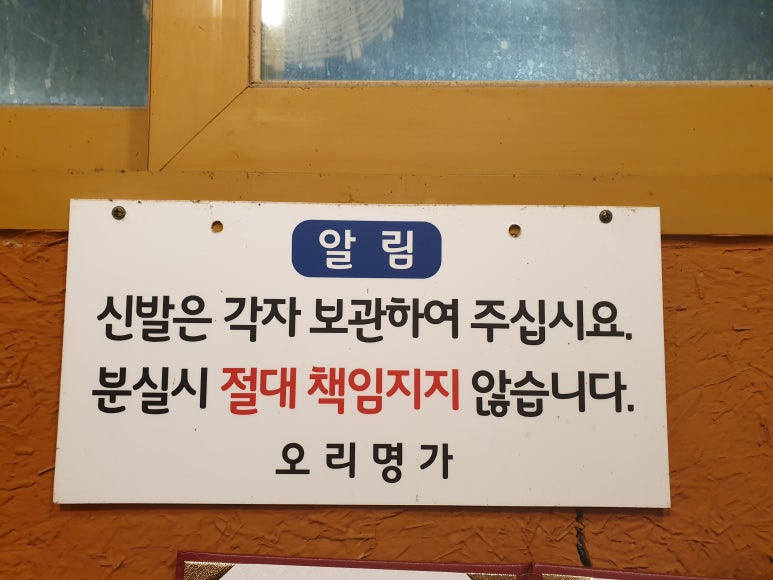 알 림
신발은 각자 보관하여 주십시요.
분실시 절대 책임지지 않습니다.
오 리 명 가